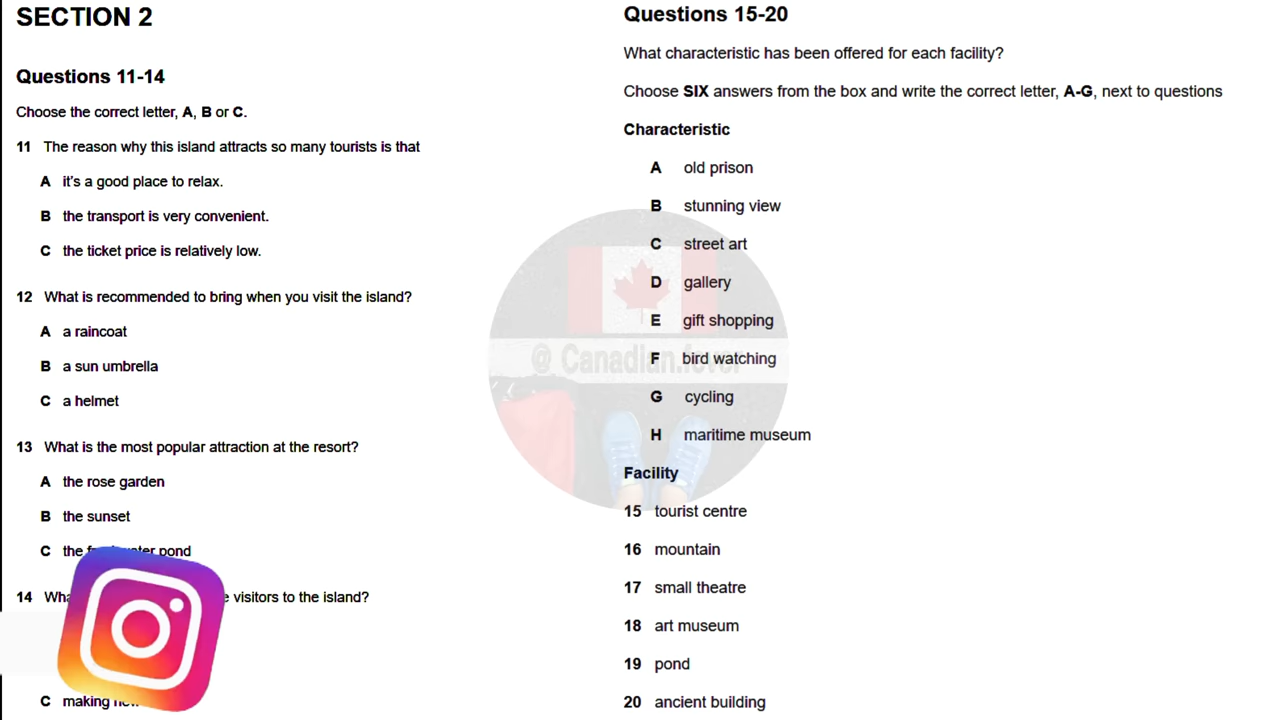 SECTION 2
Questions 11-14
Choose the correct letter, A, B or C.
11 The reason why this island attracts so many tourists is that
A it's a good place to relax.
B the transport is very convenient.
C the ticket price is relatively low.
12 What is recommended to bring when you visit the island?
A a raincoat
B a sun umbrella
C a helmet
13 What is the most popular attraction at the resort?
A the rose garden
B the sunset
C the pond
14 visitors to the island?
C making
Questions 15-20
What characteristic has been offered for each facility?
Choose SIX answers from the box and write the correct letter, A-G, next to questions
Characteristic
A old prison
B stunning view
C street art
D gallery
E gift shopping
F bird watching
G cycling
H maritime museum
@ Canadian.fever
Facility
15 tourist centre
16 mountain
17 small theatre
18 art museum
19 pond
20 ancient building